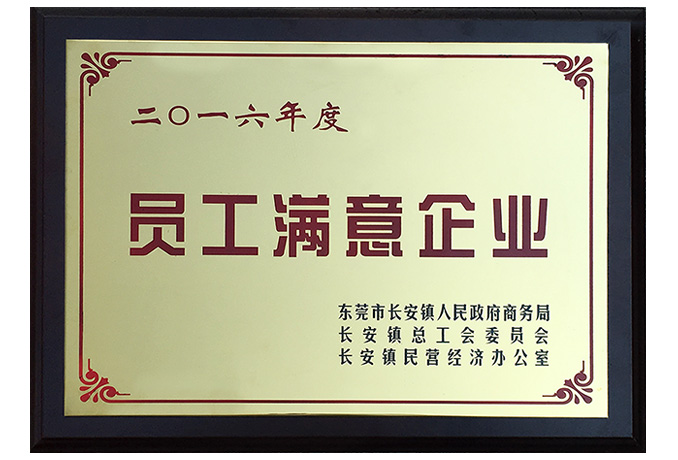 二〇一六年度
员工满意企业
东莞市长安镇人民政府商务局
长安镇总工会委员会
长安镇民营经济办公室